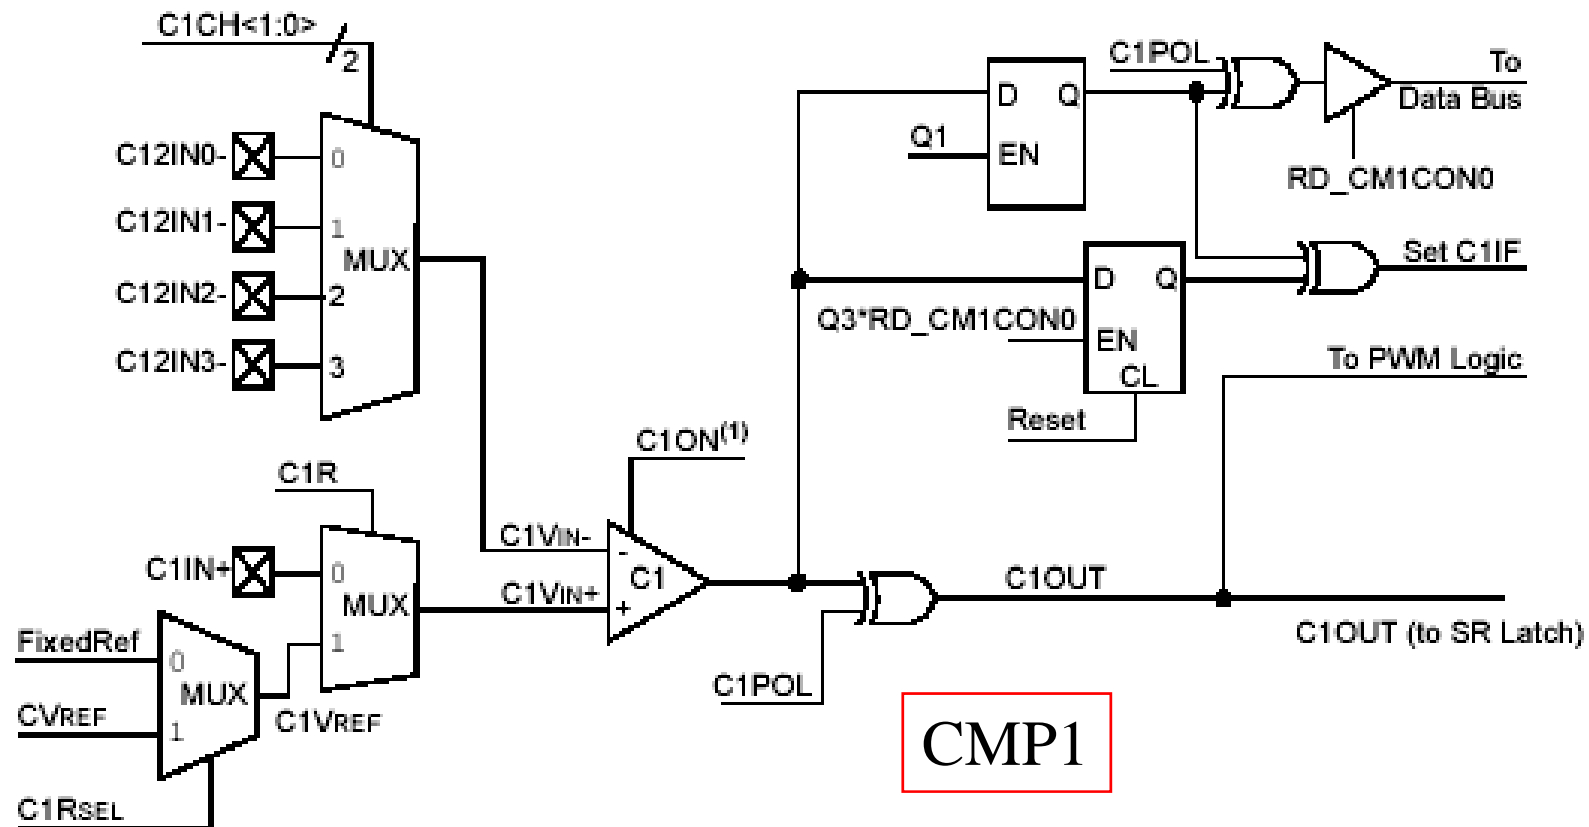 C1CH<1:0>
2
C12IN0-
0
C12IN1-
1
MUX
C12IN2-
2
C12IN3-
3
C1R
C1IN+
0
MUX
1
FixedRef
0
MUX
CVREF
1
C1VREF
C1RSEL
C1ON(1)
C1VIN-
-
C1
C1VIN+
+
C1POL
D Q
Q1
EN
C1POL
To
Data Bus
RD_CM1CON0
D Q
Q3*RD_CM1CON0
EN
CL
Reset
Set C1IF
To PWM Logic
C1OUT
C1OUT (to SR Latch)
CMP1